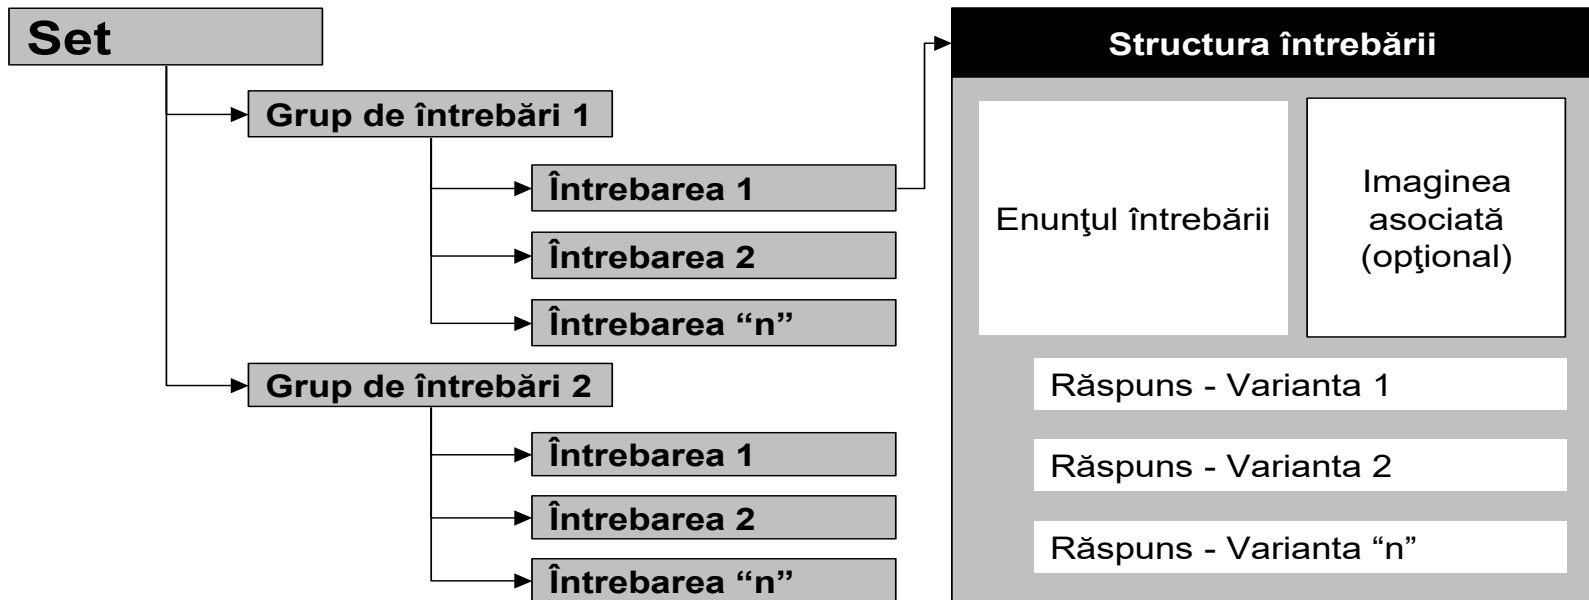 Set
Grup de întrebări 1
Întrebarea 1
Întrebarea 2
Întrebarea “n”
Grup de întrebări 2
Întrebarea 1
Întrebarea 2
Întrebarea “n”
Structura întrebării
Enunţul întrebării
Imaginea
asociată
(opţional)
Răspuns - Varianta 1
Răspuns - Varianta 2
Răspuns - Varianta “n”